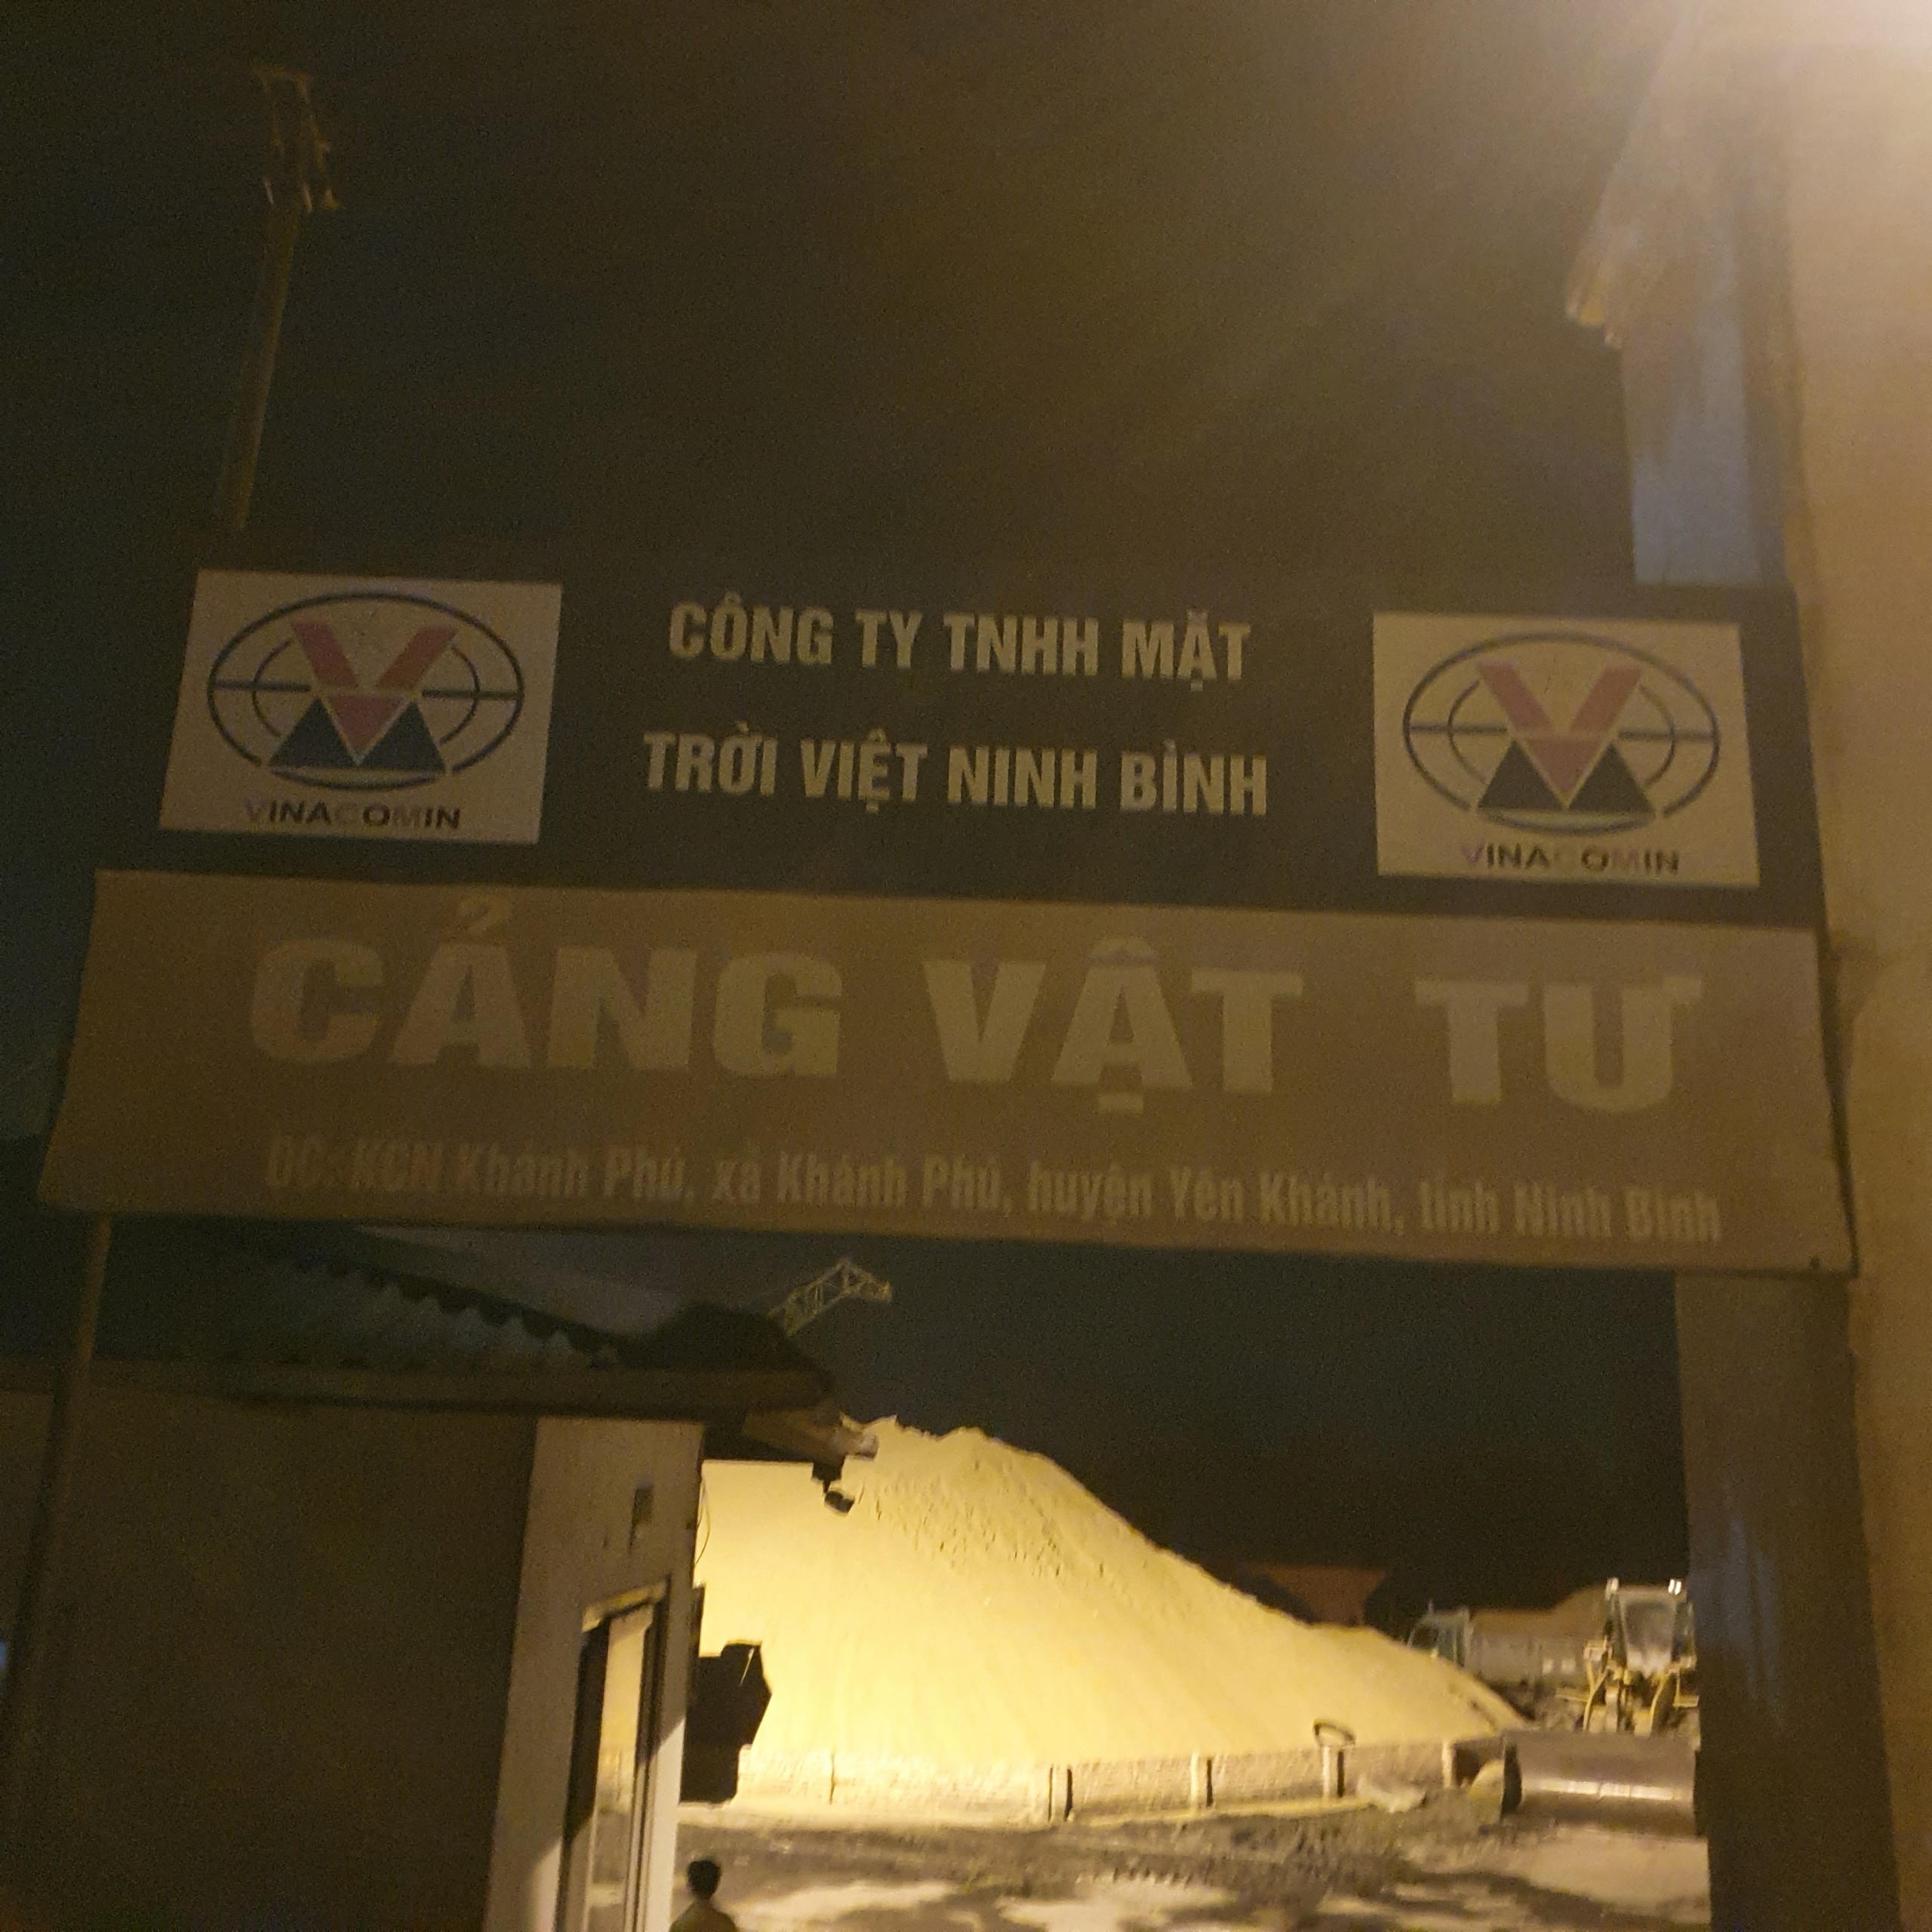 CÔNG TY TNHH MẶT
TRỜI VIỆT NINH BÌNH
VINACOMIN
VINACOMIN
CẢNG VẬT TƯ
ĐC: KCN Khánh Phú, xã Khánh Phú, huyện Yên Khánh, tỉnh Ninh Bình